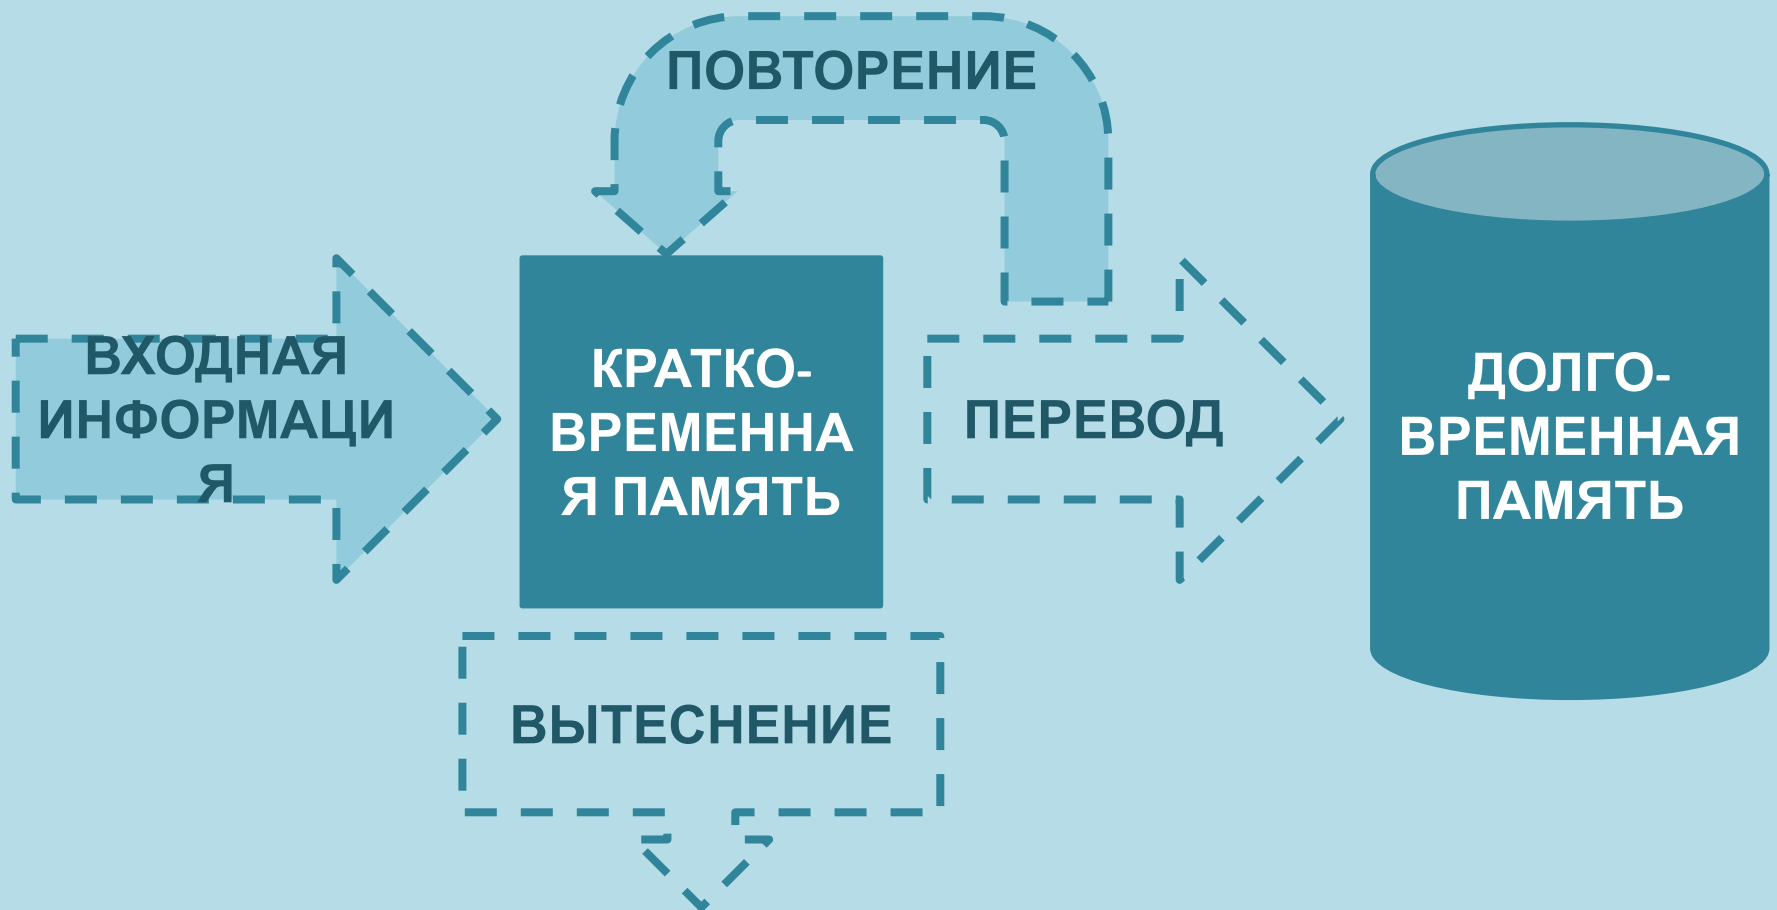 ПОВТОРЕНИЕ
ВХОДНАЯ
ИНФОРМАЦИ
Я
КРАТКО-
ВРЕМЕННА
Я ПАМЯТЬ
ПЕРЕВОД
ДОЛГО-
ВРЕМЕННАЯ
ПАМЯТЬ
ВЫТЕСНЕНИЕ